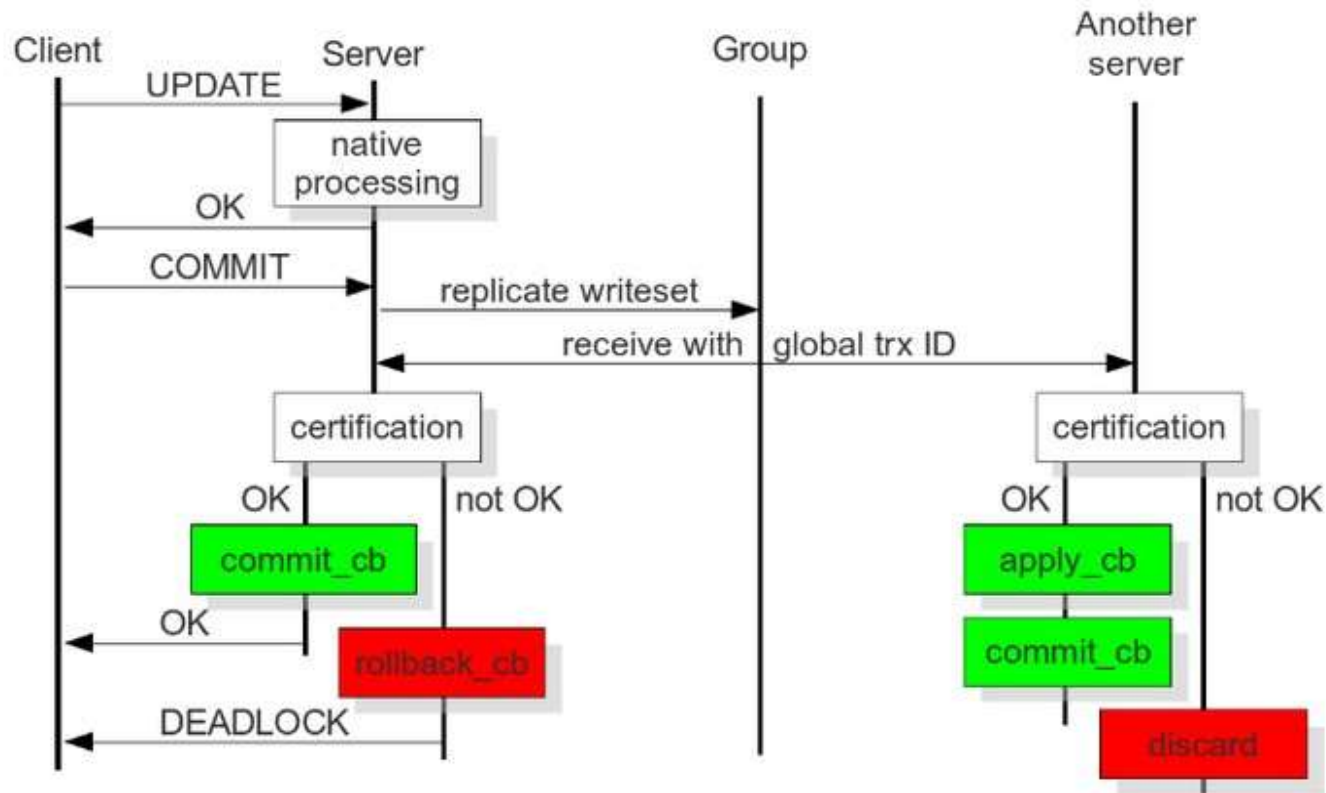 Client
Server
Group
Another
server
UPDATE
native
processing
OK
COMMIT
replicate writeset
receive with global trx ID
certification
certification
OK
not OK
OK
not OK
commit_cb
apply_cb
OK
rollback_cb
commit_cb
DEADLOCK
discard